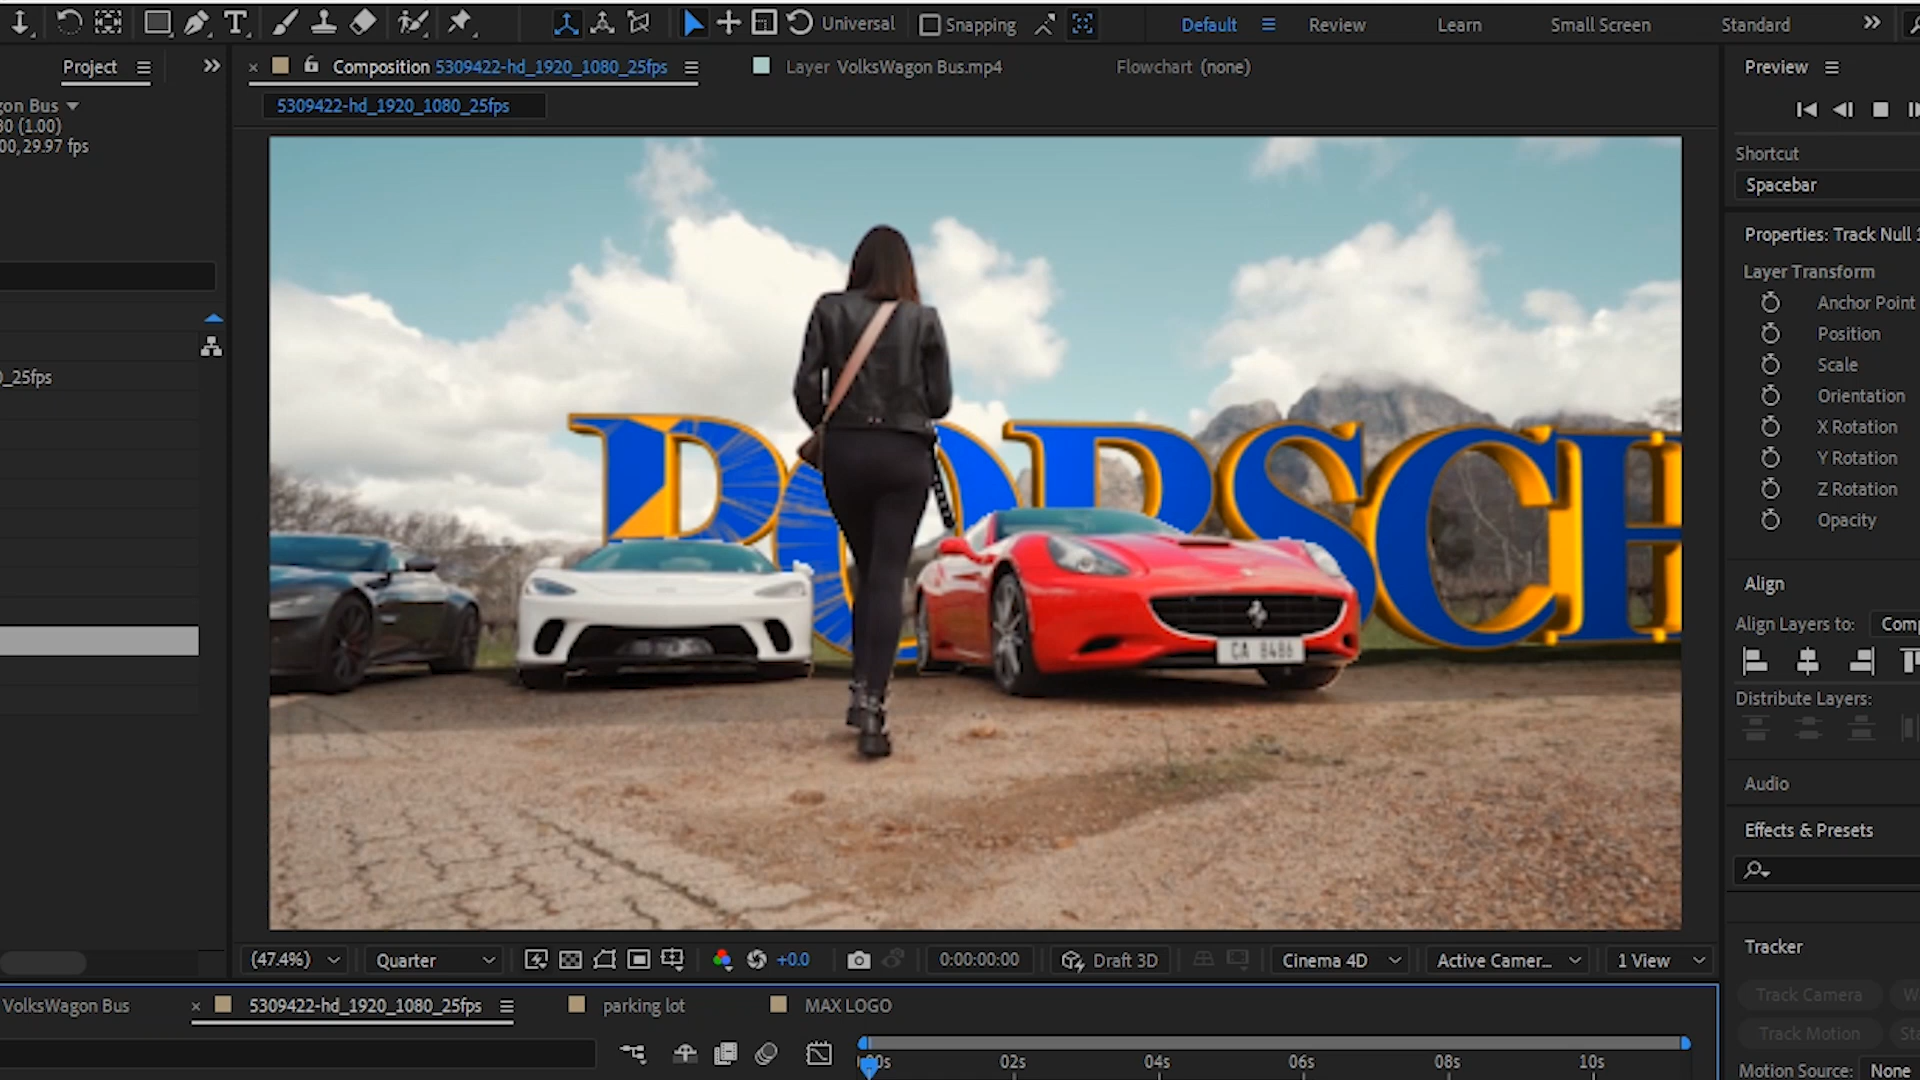 Universal
Snapping
Default
Review
Learn
Small Screen
Standard
Project
Composition 5309422-hd_1920_1080_25fps
Layer VolksWagon Bus.mp4
Flowchart (none)
Preview
5309422-hd_1920_1080_25fps
gon Bus
30 (1.00)
00, 29.97 fps
Shortcut
Spacebar
Properties: Track Null 1
Layer Transform
Anchor Point
Position
Scale
Orientation
X Rotation
Y Rotation
Z Rotation
Opacity
_25fps
PORSCH
CA 8486
Align
Align Layers to:
Comp
Distribute Layers:
Audio
Effects & Presets
Tracker
Track Camera
Track Motion
Motion Source: None
(47.4%)
Quarter
+0.0
0:00:00:00
Draft 3D
Cinema 4D
Active Camer...
1 View
VolksWagon Bus
5309422-hd_1920_1080_25fps
parking lot
MAX LOGO
00s
02s
04s
06s
08s
10s